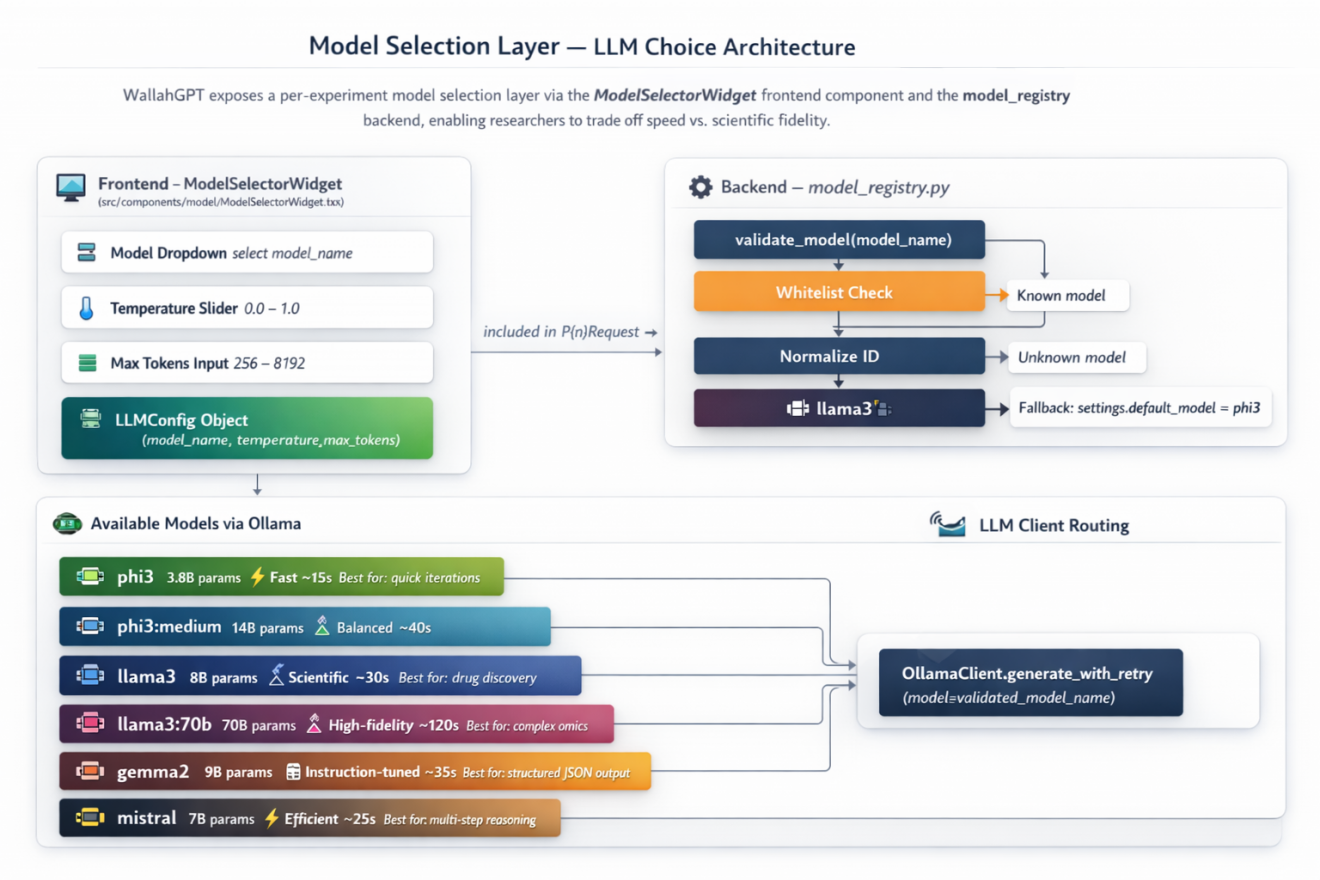 Model Selection Layer — LLM Choice Architecture
WallahGPT exposes a per-experiment model selection layer via the ModelSelectorWidget frontend component and the model_registry
backend, enabling researchers to trade off speed vs. scientific fidelity.
Frontend – ModelSelectorWidget
(src/components/model/ModelSelectorWidget.txx)
Model Dropdown select model_name
Temperature Slider 0.0 – 1.0
Max Tokens Input 256 – 8192
LLMConfig Object
(model_name, temperature,max_tokens)
included in P(n)Request →
Backend — model_registry.py
validate_model(model_name)
Whitelist Check
Known model
Normalize ID
Unknown model
llama3
Fallback: settings.default_model = phi3
Available Models via Ollama
LLM Client Routing
phi3 3.8B params Fast ~15s Best for: quick iterations
phi3:medium 14B params Balanced ~40s
llama3 8B params Scientific ~30s Best for: drug discovery
llama3:70b 70B params High-fidelity ~120s Best for: complex omics
gemma2 9B params Instruction-tuned ~35s Best for: structured JSON output
mistral 7B params Efficient ~25s Best for: multi-step reasoning
OllamaClient.generate_with_retry
(model=validated_model_name)